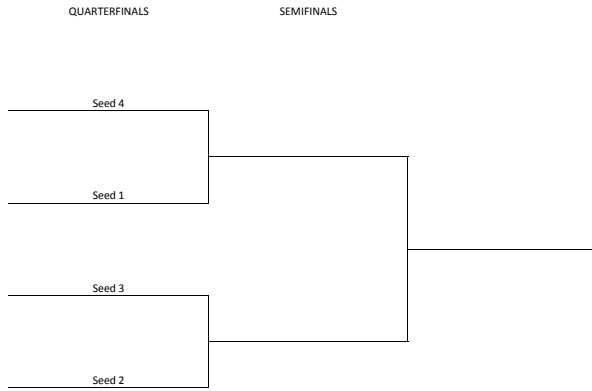 QUARTERFINALS SEMIFINALS
Seed 4
Seed 1
Seed 3
Seed 2